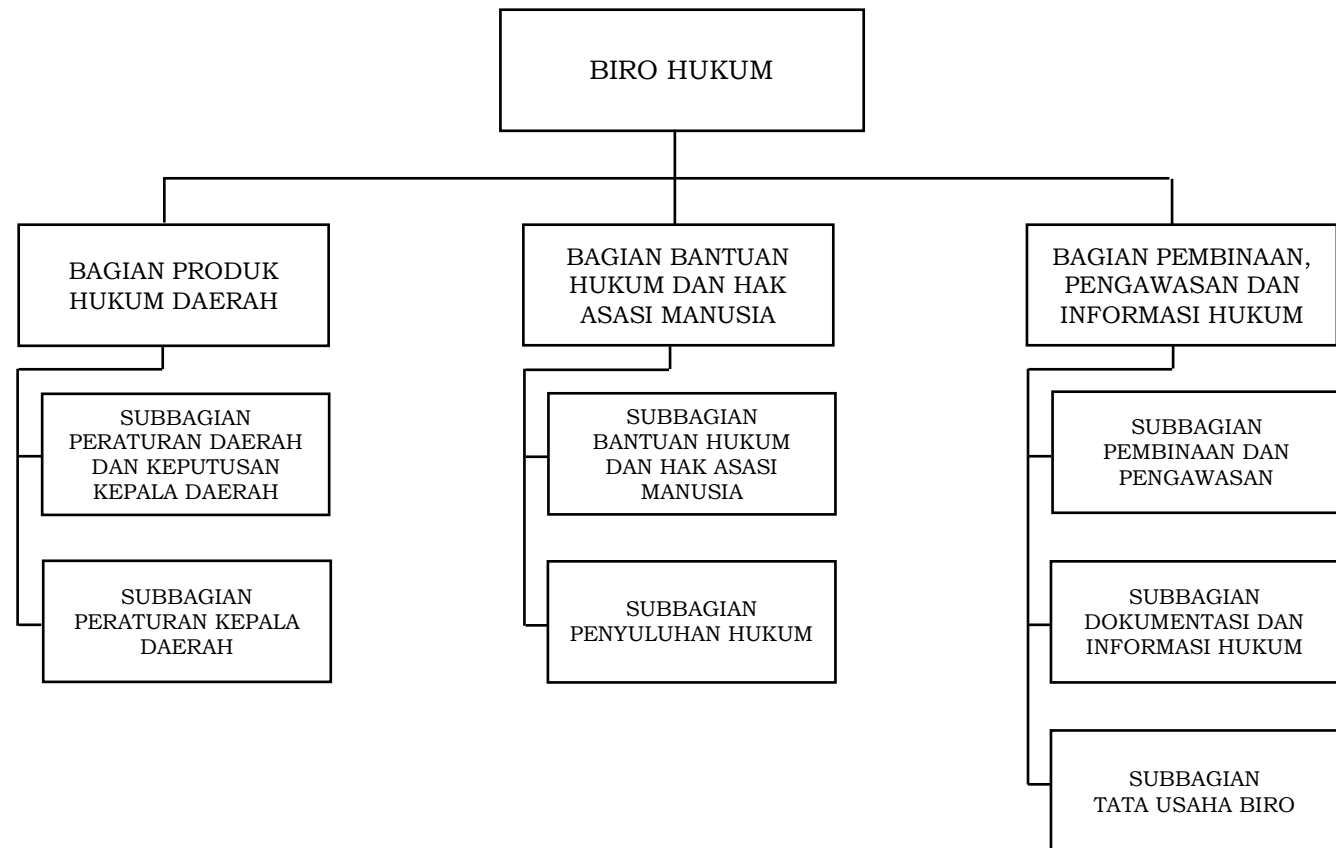 BIRO HUKUM
BAGIAN PRODUK
HUKUM DAERAH
BAGIAN BANTUAN
HUKUM DAN HAK
ASASI MANUSIA
BAGIAN PEMBINAAN,
PENGAWASAN DAN
INFORMASI HUKUM
SUBBAGIAN
PERATURAN DAERAH
DAN KEPUTUSAN
KEPALA DAERAH
SUBBAGIAN
BANTUAN HUKUM
DAN HAK ASASI
MANUSIA
SUBBAGIAN
PEMBINAAN DAN
PENGAWASAN
SUBBAGIAN
PERATURAN KEPALA
DAERAH
SUBBAGIAN
PENYULUHAN HUKUM
SUBBAGIAN
DOKUMENTASI DAN
INFORMASI HUKUM
SUBBAGIAN
TATA USAHA BIRO